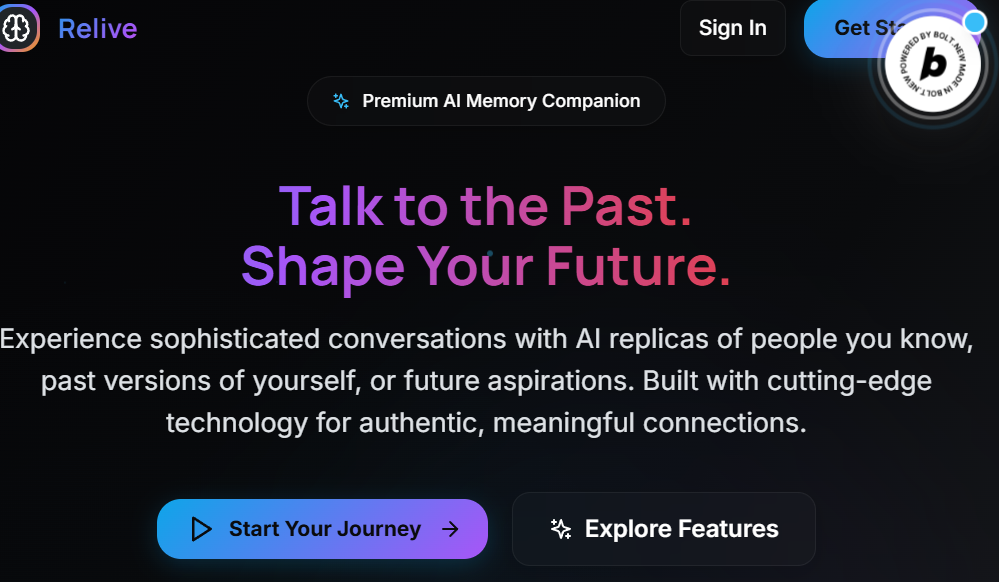 Relive
Sign In
Get Sta
POWERED BY BOLT.NEW MADE IN BOLT.NEW
b
Premium AI Memory Companion
Talk to the Past.
Shape Your Future.
Experience sophisticated conversations with AI replicas of people you know,
past versions of yourself, or future aspirations. Built with cutting-edge
technology for authentic, meaningful connections.
Start Your Journey
Explore Features